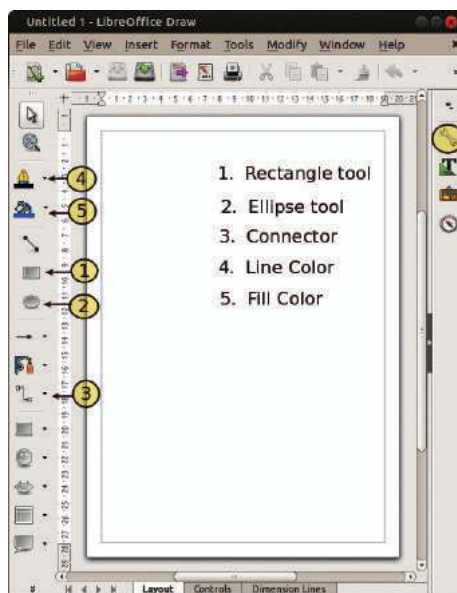 Untitled 1 - LibreOffice Draw
File Edit View Insert Format Tools Modify Window Help
4
5
1
2
3
1. Rectangle tool
2. Ellipse tool
3. Connector
4. Line Color
5. Fill Color
Layout Controls Dimension Lines